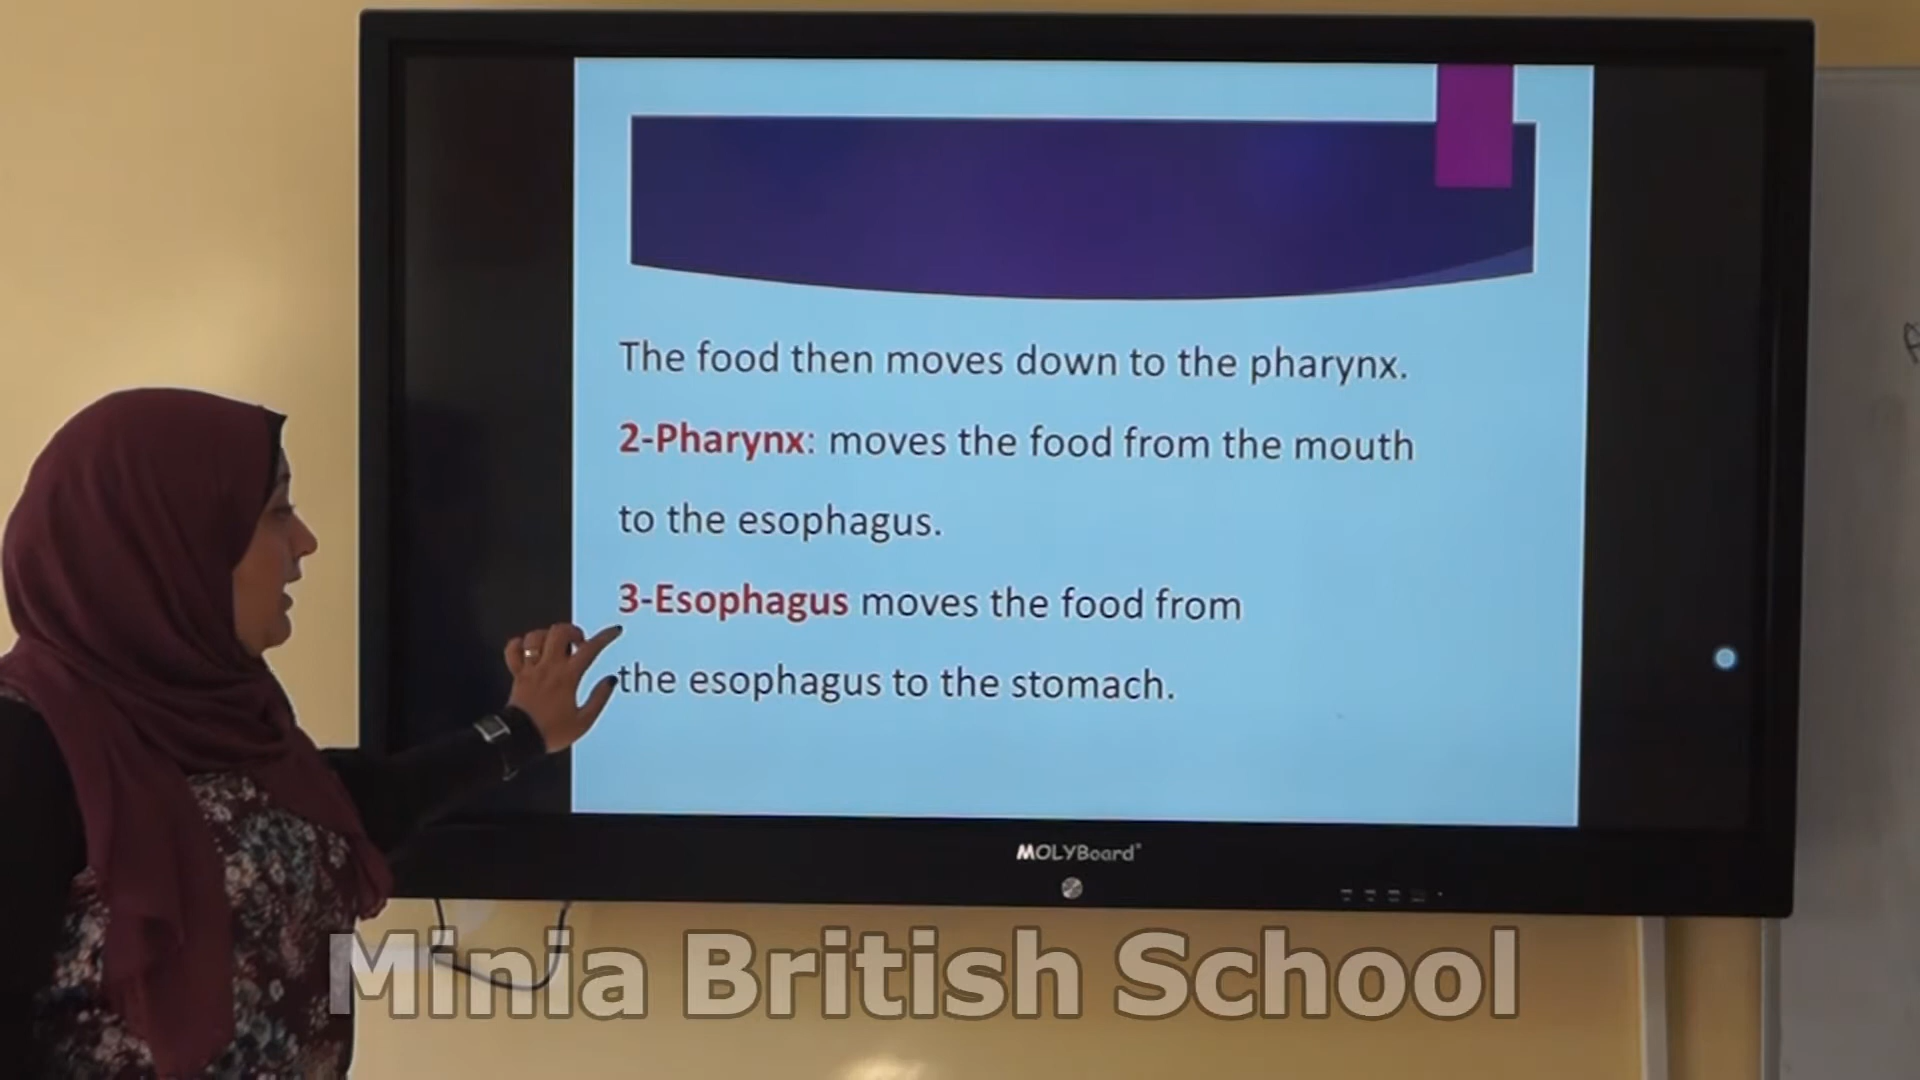 The food then moves down to the pharynx.
2-Pharynx: moves the food from the mouth
to the esophagus.
3-Esophagus moves the food from
the esophagus to the stomach.
MOLYBoard
Minia British School